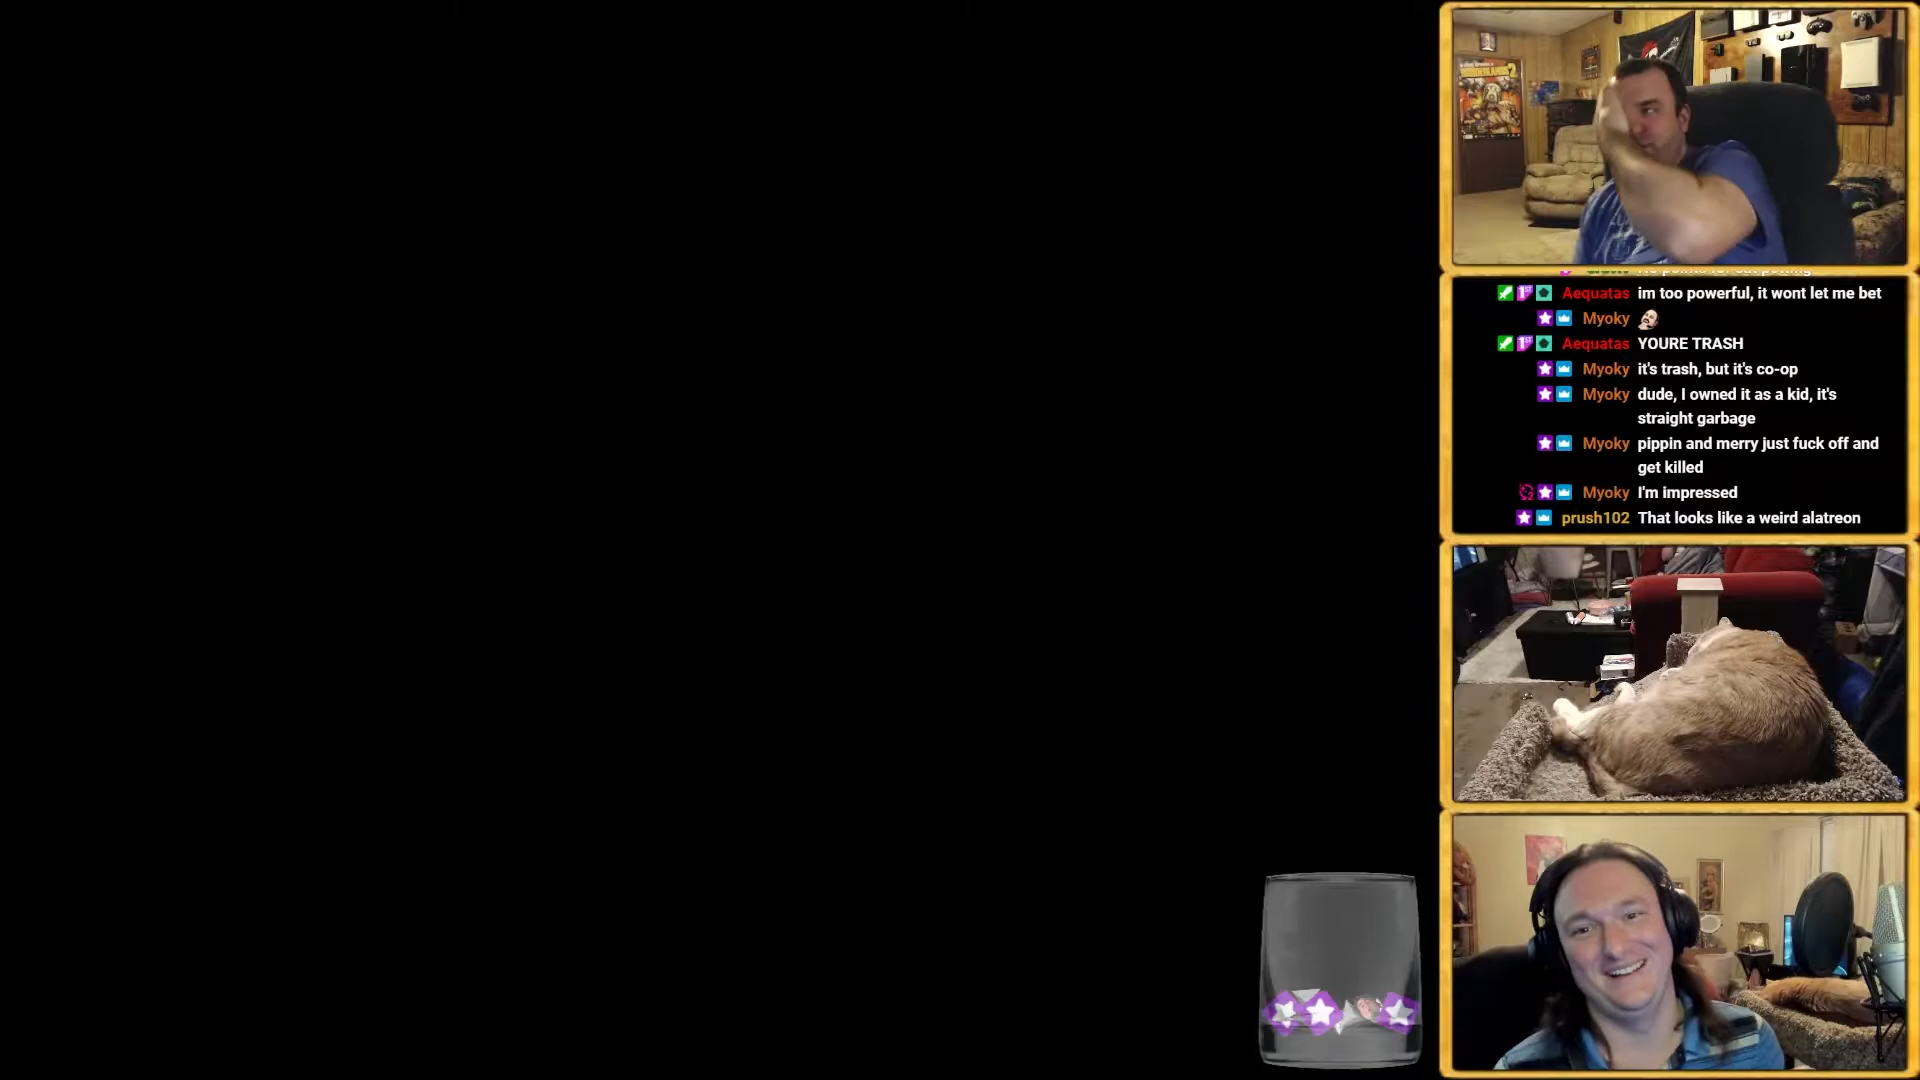 BORDERLANDS 2
Aequatas im too powerful, it wont let me bet
Myoky
Aequatas YOURE TRASH
Myoky it's trash, but it's co-op
Myoky dude, I owned it as a kid, it's
straight garbage
Myoky pippin and merry just fuck off and
get killed
Myoky I'm impressed
prush102 That looks like a weird alatreon